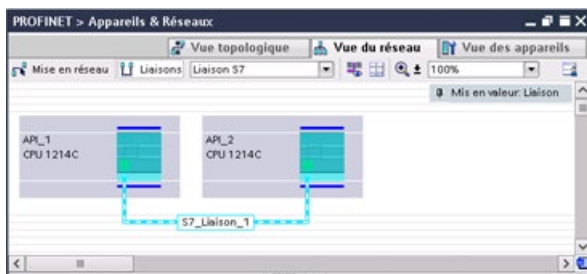 PROFINET > Appareils & Réseaux
Vue topologique
Vue du réseau
Vue des appareils
Mise en réseau Liaisons Liaison S7 100%
Mis en valeur: Liaison
API_1
CPU 1214C
API_2
CPU 1214C
S7_Liaison_1